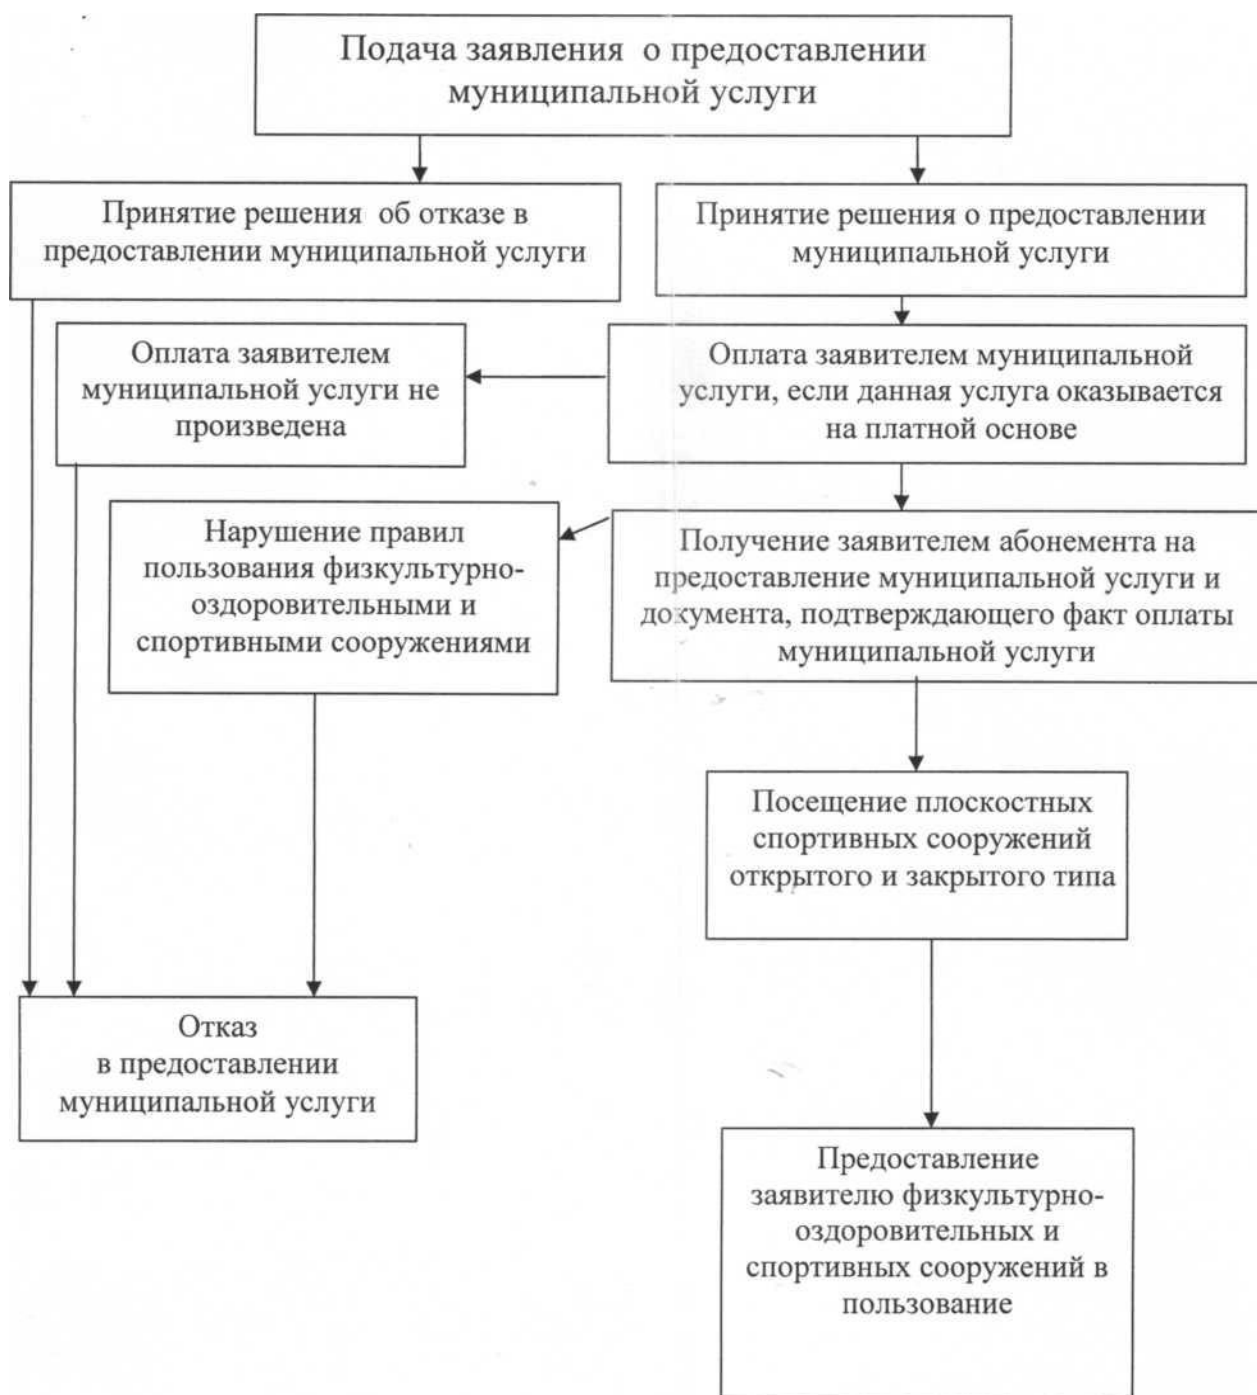 Подача заявления о предоставлении
муниципальной услуги
Принятие решения об отказе в
предоставлении муниципальной услуги
Принятие решения о предоставлении
муниципальной услуги
Оплата заявителем
муниципальной услуги не
произведена
Оплата заявителем муниципальной
услуги, если данная услуга оказывается
на платной основе
Нарушение правил
пользования физкультурно-
оздоровительными и
спортивными сооружениями
Получение заявителем абонемента на
предоставление муниципальной услуги и
документа, подтверждающего факт оплаты
муниципальной услуги
Посещение плоскостных
спортивных сооружений
открытого и закрытого типа
Отказ
в предоставлении
муниципальной услуги
Предоставление
заявителю физкультурно-
оздоровительных и
спортивных сооружений в
пользование